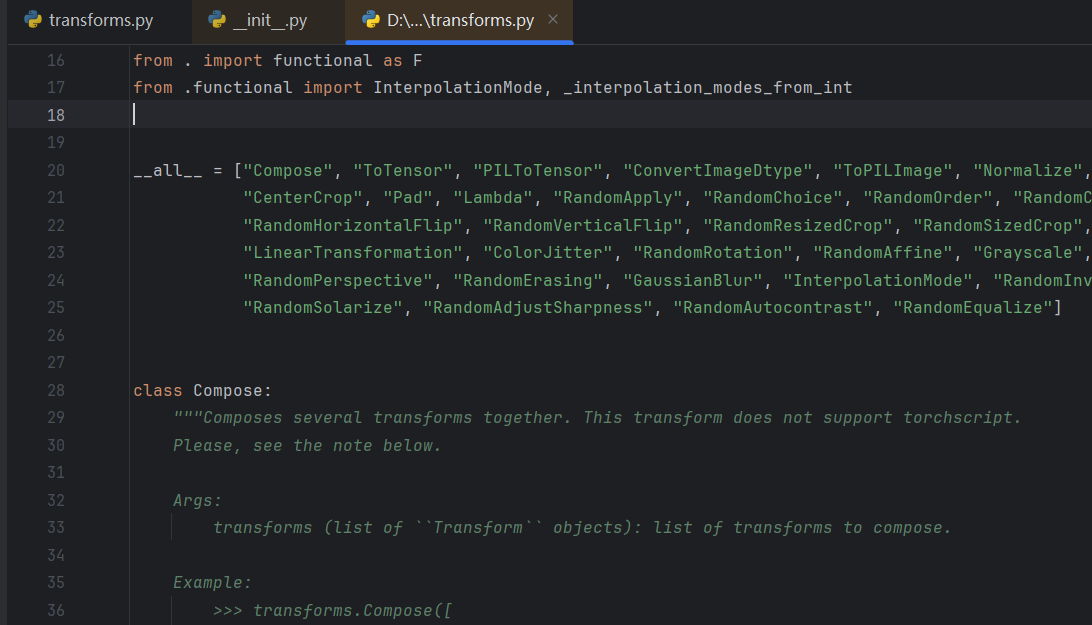 transforms.py __init__.py D:\...\transforms.py ×
16 from . import functional as F
17 from .functional import InterpolationMode, _interpolation_modes_from_int
18
19
20 __all__ = ["Compose", "ToTensor", "PILToTensor", "ConvertImageDtype", "ToPILImage", "Normalize",
21 "CenterCrop", "Pad", "Lambda", "RandomApply", "RandomChoice", "RandomOrder", "RandomC
22 "RandomHorizontalFlip", "RandomVerticalFlip", "RandomResizedCrop", "RandomSizedCrop",
23 "LinearTransformation", "ColorJitter", "RandomRotation", "RandomAffine", "Grayscale",
24 "RandomPerspective", "RandomErasing", "GaussianBlur", "InterpolationMode", "RandomInv
25 "RandomSolarize", "RandomAdjustSharpness", "RandomAutocontrast", "RandomEqualize"]
26
27
28 class Compose:
29 """Composes several transforms together. This transform does not support torchscript.
30 Please, see the note below.
31
32 Args:
33 transforms (list of ``Transform`` objects): list of transforms to compose.
34
35 Example:
36 >>> transforms.Compose([